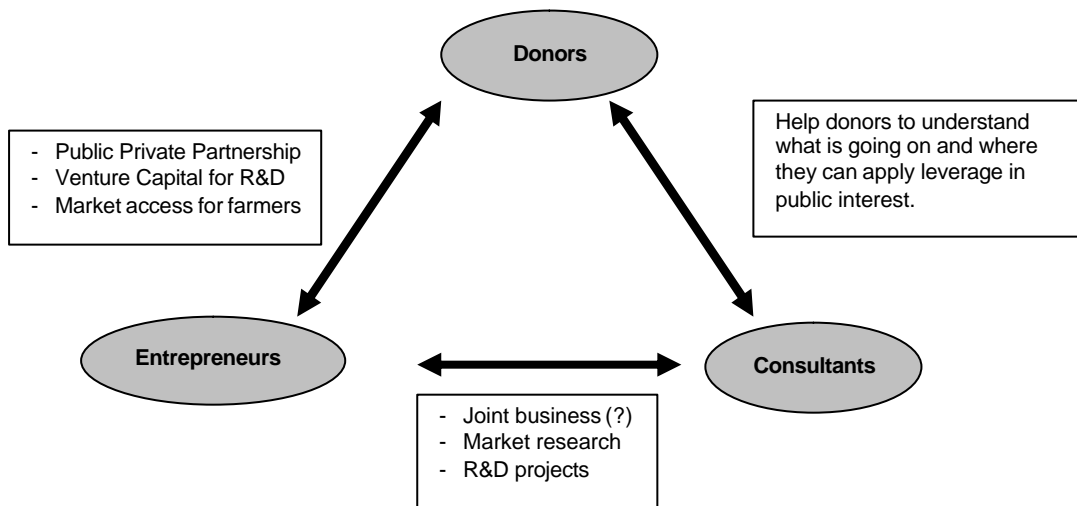 Donors
- Public Private Partnership
- Venture Capital for R&D
- Market access for farmers
Help donors to understand
what is going on and where
they can apply leverage in
public interest.
Entrepreneurs
Consultants
- Joint business (?)
- Market research
- R&D projects